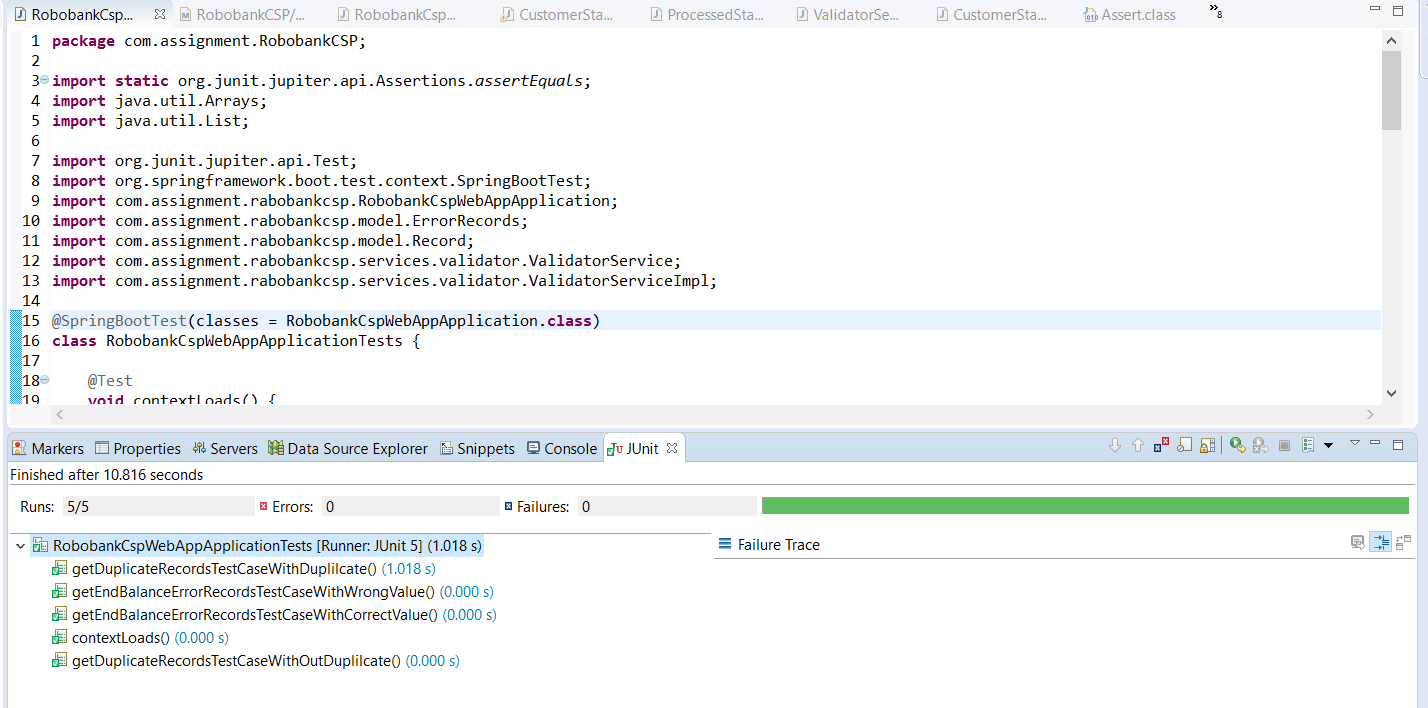 RobobankCsp... RobobankCSP/... RobobankCsp... CustomerSta... ProcessedSta... ValidatorSe... CustomerSta... Assert.class »8
1 package com.assignment.RobobankCSP;
2
3 import static org.junit.jupiter.api.Assertions.assertEquals;
4 import java.util.Arrays;
5 import java.util.List;
6
7 import org.junit.jupiter.api.Test;
8 import org.springframework.boot.test.context.SpringBootTest;
9 import com.assignment.rabobankcsp.RobobankCspWebAppApplication;
10 import com.assignment.rabobankcsp.model.ErrorRecords;
11 import com.assignment.rabobankcsp.model.Record;
12 import com.assignment.rabobankcsp.services.validator.ValidatorService;
13 import com.assignment.rabobankcsp.services.validator.ValidatorServiceImpl;
14
15 @SpringBootTest(classes = RobobankCspWebAppApplication.class)
16 class RobobankCspWebAppApplicationTests {
17
18 @Test
19 void contextLoads() {
Markers Properties Servers Data Source Explorer Snippets Console JUnit
Finished after 10.816 seconds
Runs: 5/5 Errors: 0 Failures: 0
RobobankCspWebAppApplicationTests [Runner: JUnit 5] (1.018 s) Failure Trace
getDuplicateRecordsTestCaseWithDuplilcate() (1.018 s)
getEndBalanceErrorRecordsTestCaseWithWrongValue() (0.000 s)
getEndBalanceErrorRecordsTestCaseWithCorrectValue() (0.000 s)
contextLoads() (0.000 s)
getDuplicateRecordsTestCaseWithOutDuplilcate() (0.000 s)